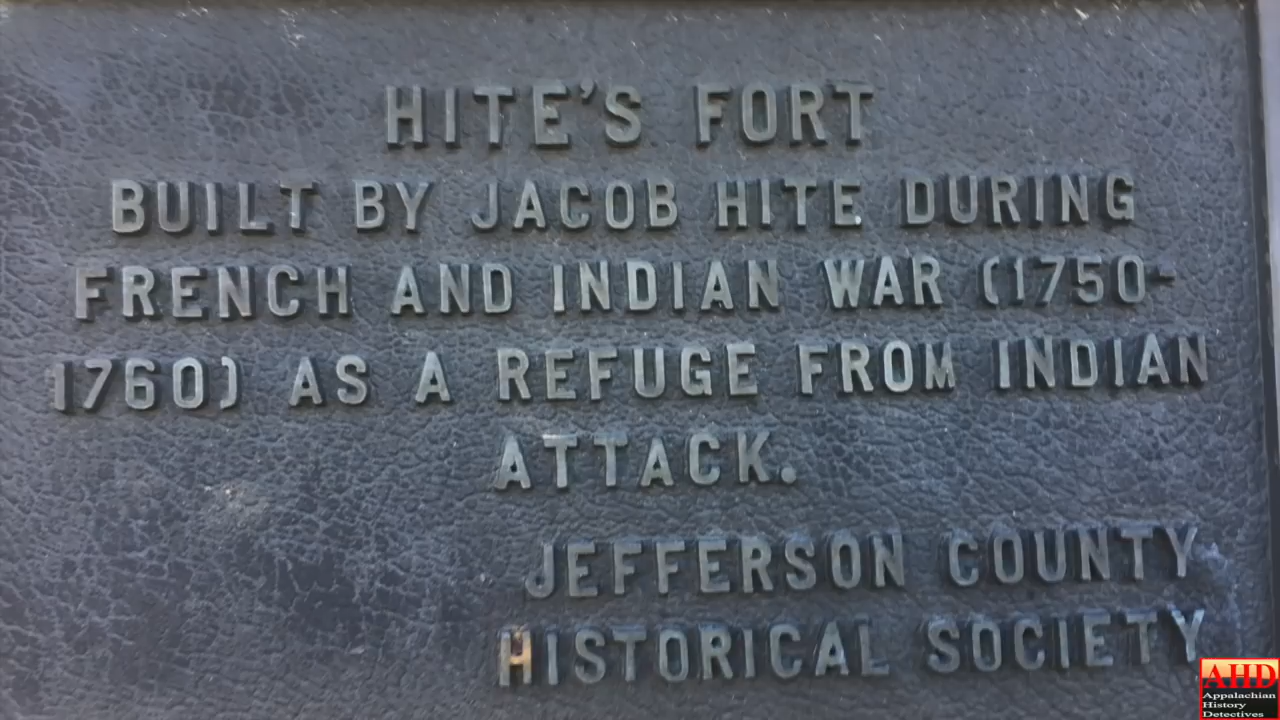 HITE'S FORT
BUILT BY JACOB HITE DURING
FRENCH AND INDIAN WAR (1750-
1760) AS A REFUGE FROM INDIAN
ATTACK.
JEFFERSON COUNTY
HISTORICAL SOCIETY
AHD
Appalachian
History
Detectives